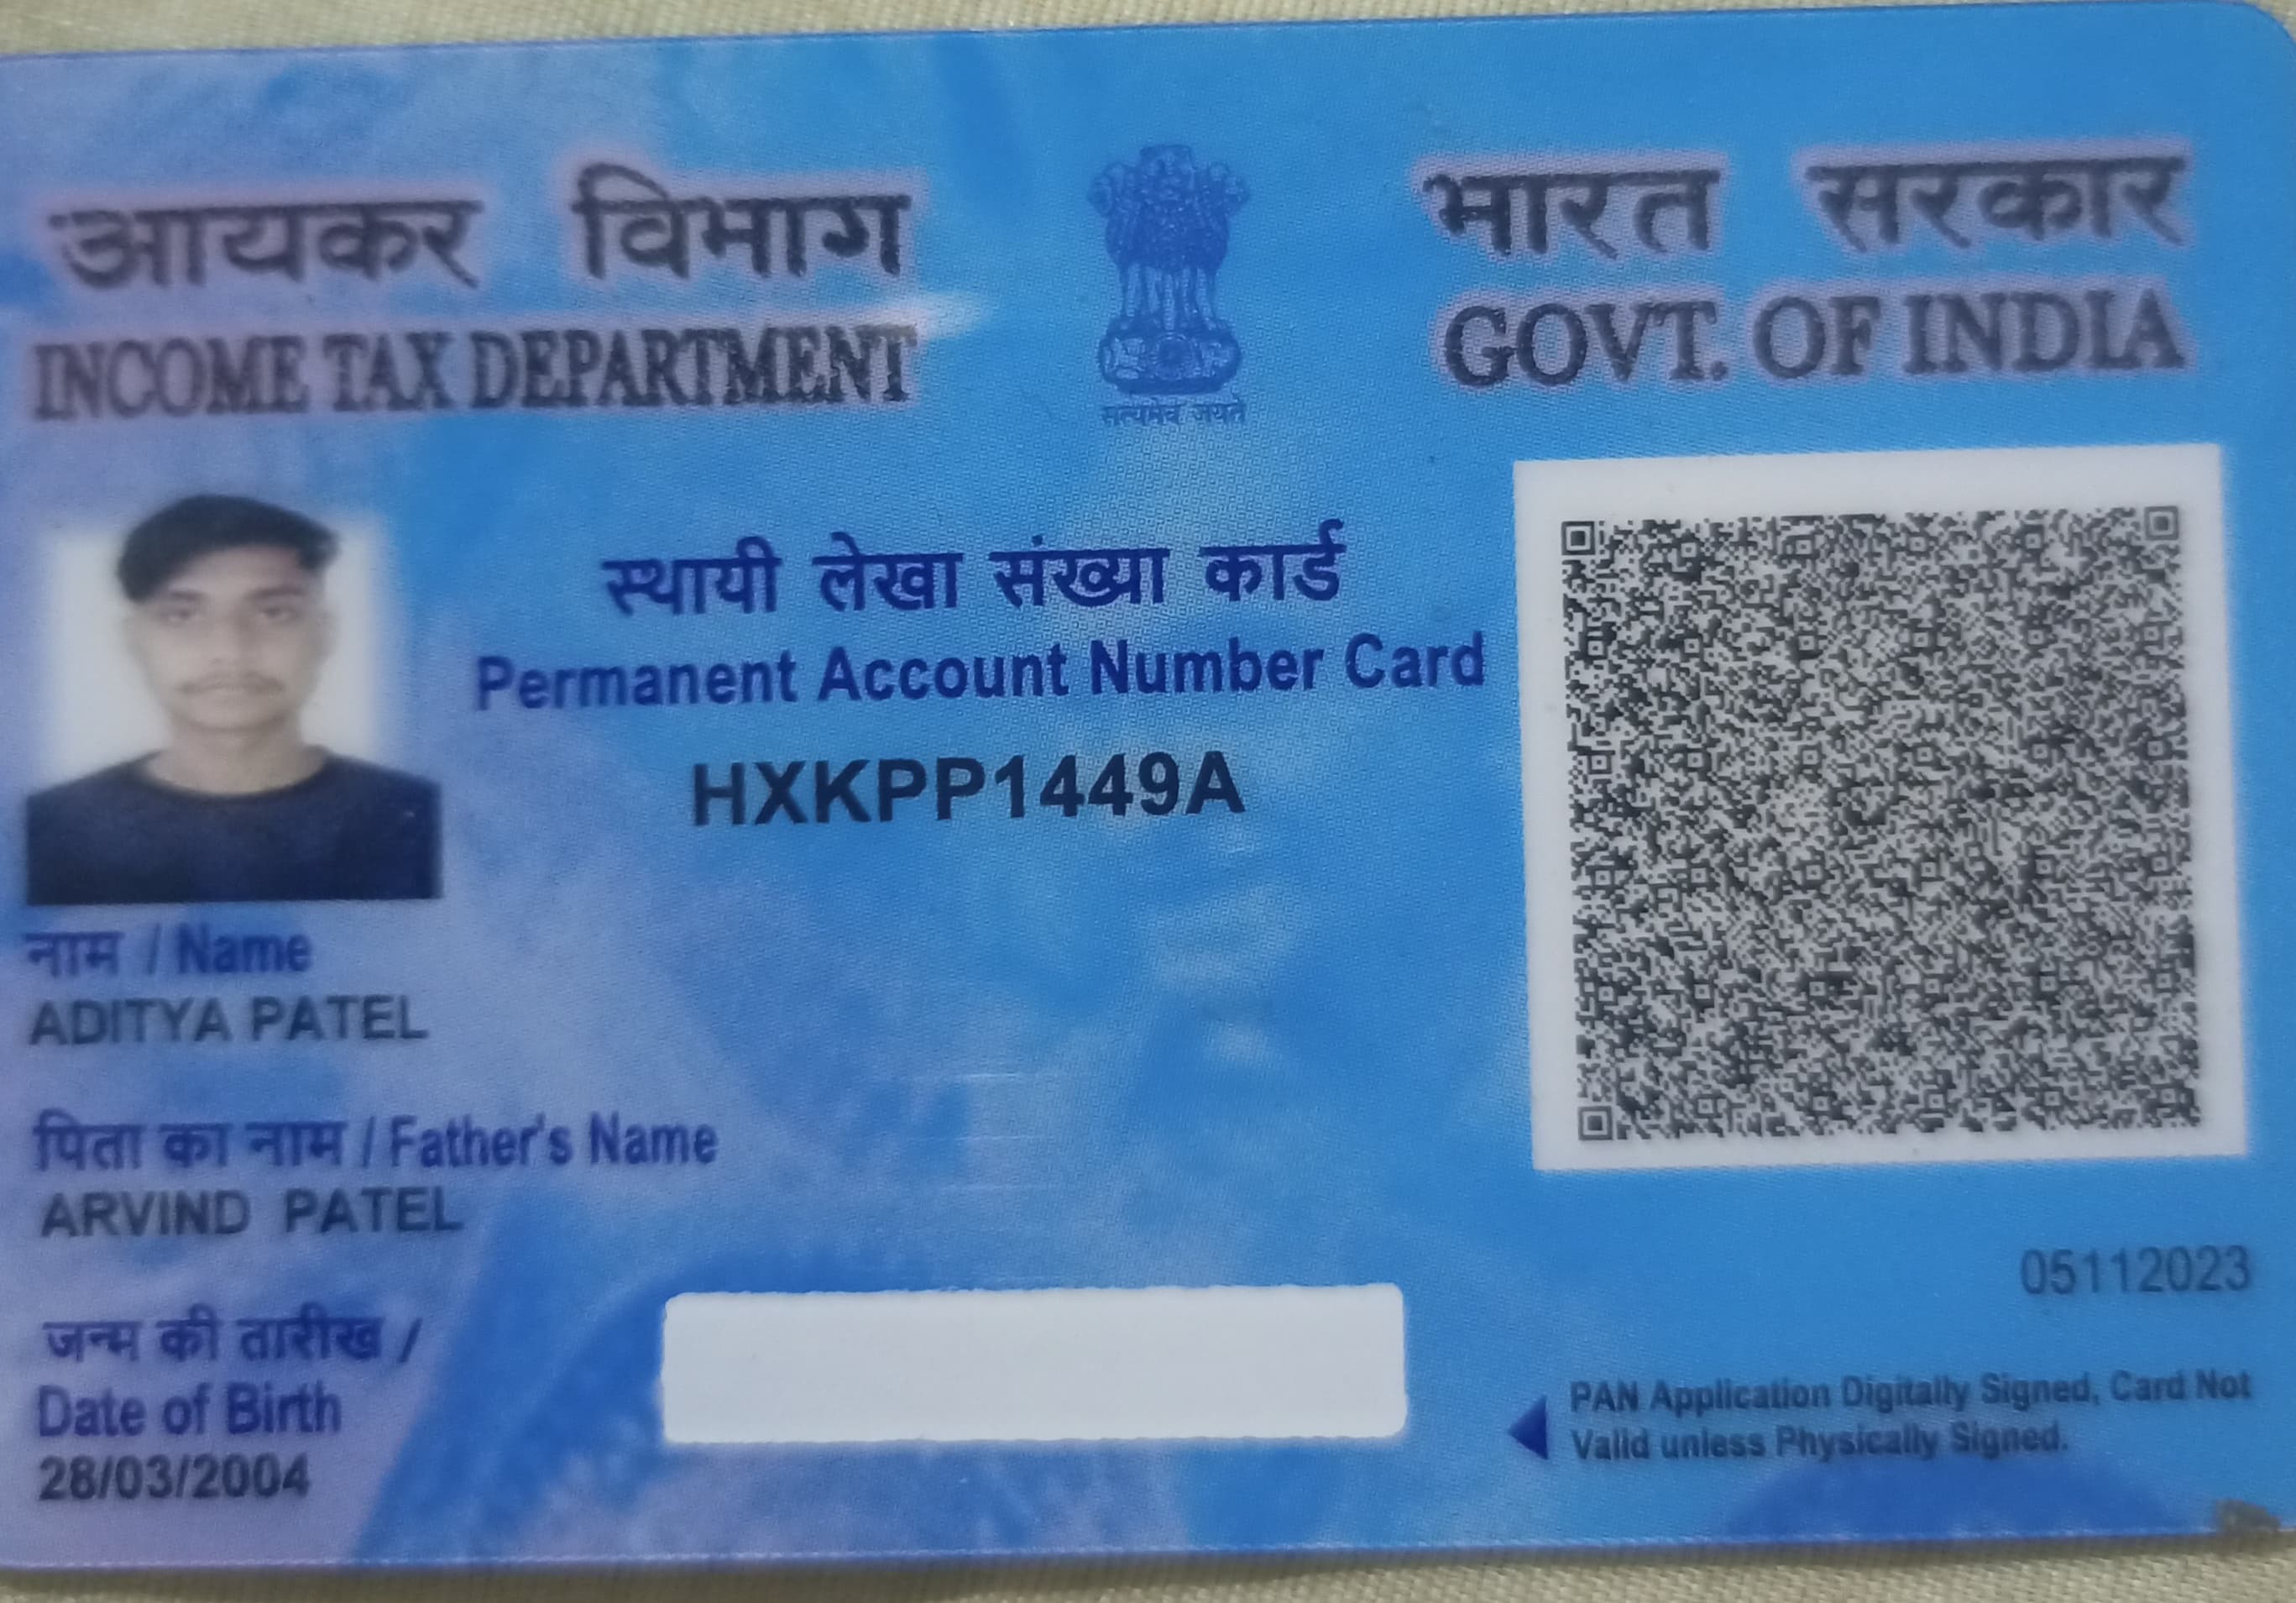 आयकर विभाग
INCOME TAX DEPARTMENT
सत्यमेव जयते
भारत सरकार
GOVT. OF INDIA
स्थायी लेखा संख्या कार्ड
Permanent Account Number Card
HXKPP1449A
नाम / Name
ADITYA PATEL
पिता का नाम / Father's Name
ARVIND PATEL
जन्म की तारीख /
Date of Birth
28/03/2004
05112023
PAN Application Digitally Signed, Card Not
Valid unless Physically Signed.